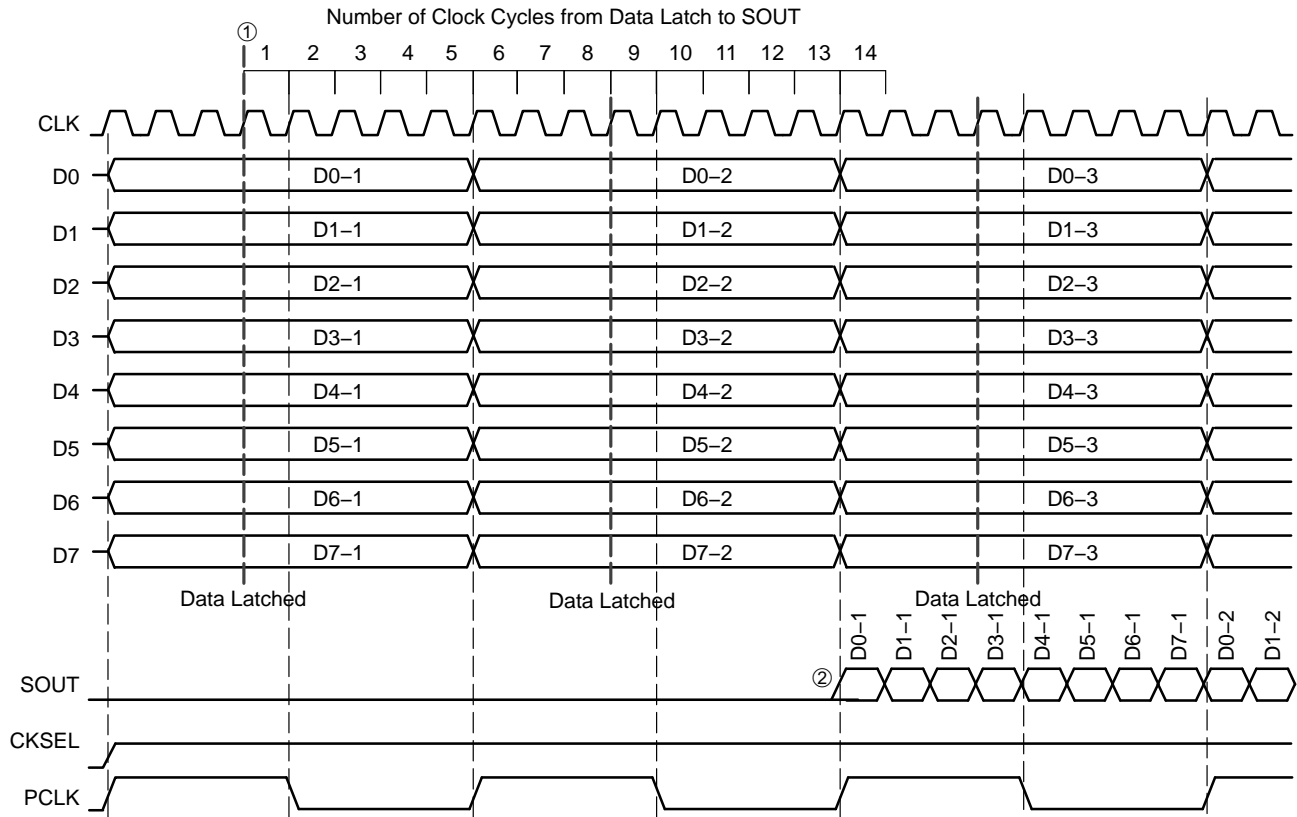 Number of Clock Cycles from Data Latch to SOUT
①
1 2 3 4 5 6 7 8 9 10 11 12 13 14
CLK
D0 D0−1 D0−2 D0−3
D1 D1−1 D1−2 D1−3
D2 D2−1 D2−2 D2−3
D3 D3−1 D3−2 D3−3
D4 D4−1 D4−2 D4−3
D5 D5−1 D5−2 D5−3
D6 D6−1 D6−2 D6−3
D7 D7−1 D7−2 D7−3
Data Latched Data Latched Data Latched
D0−1 D1−1 D2−1 D3−1 D4−1 D5−1 D6−1 D7−1 D0−2 D1−2
SOUT ②
CKSEL
PCLK